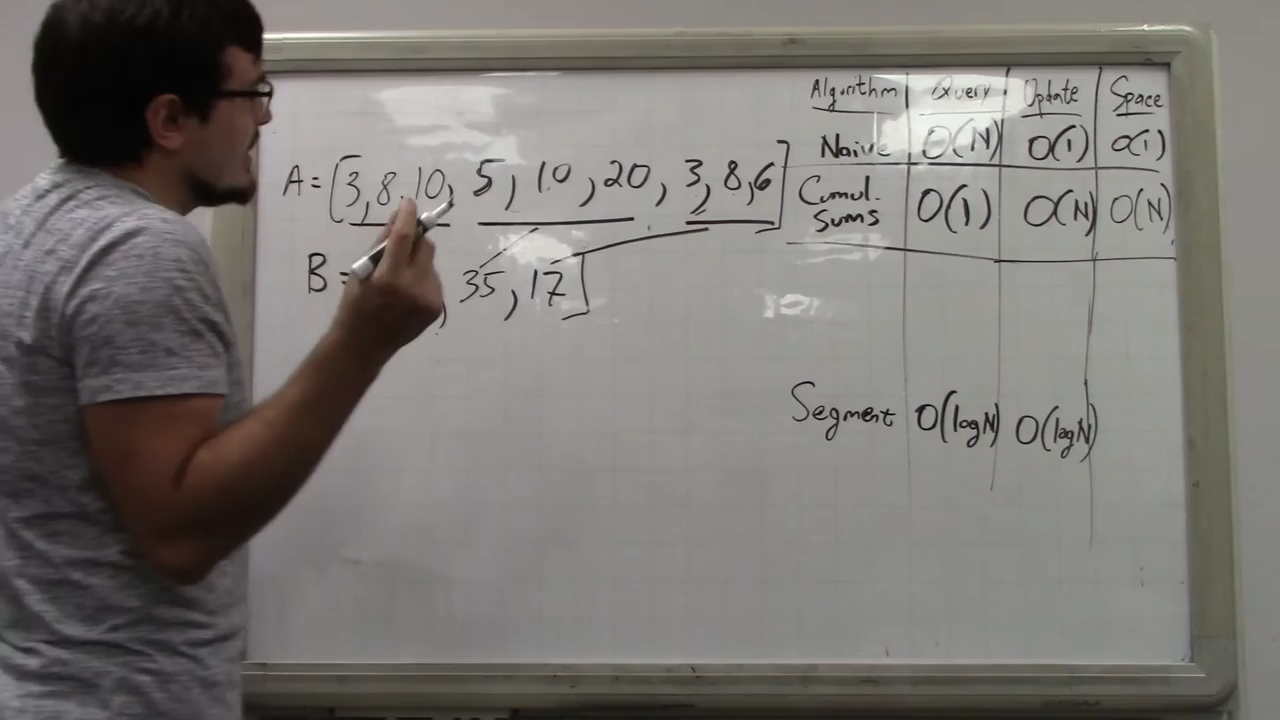 A = [3, 8, 10, 5, 10, 20, 3, 8, 6]
B = , 35, 17]
Algorithm Query Update Space
Naive O(N) O(1) O(1)
Cumul. Sums O(1) O(N) O(N)
Segment O(logN) O(logN)